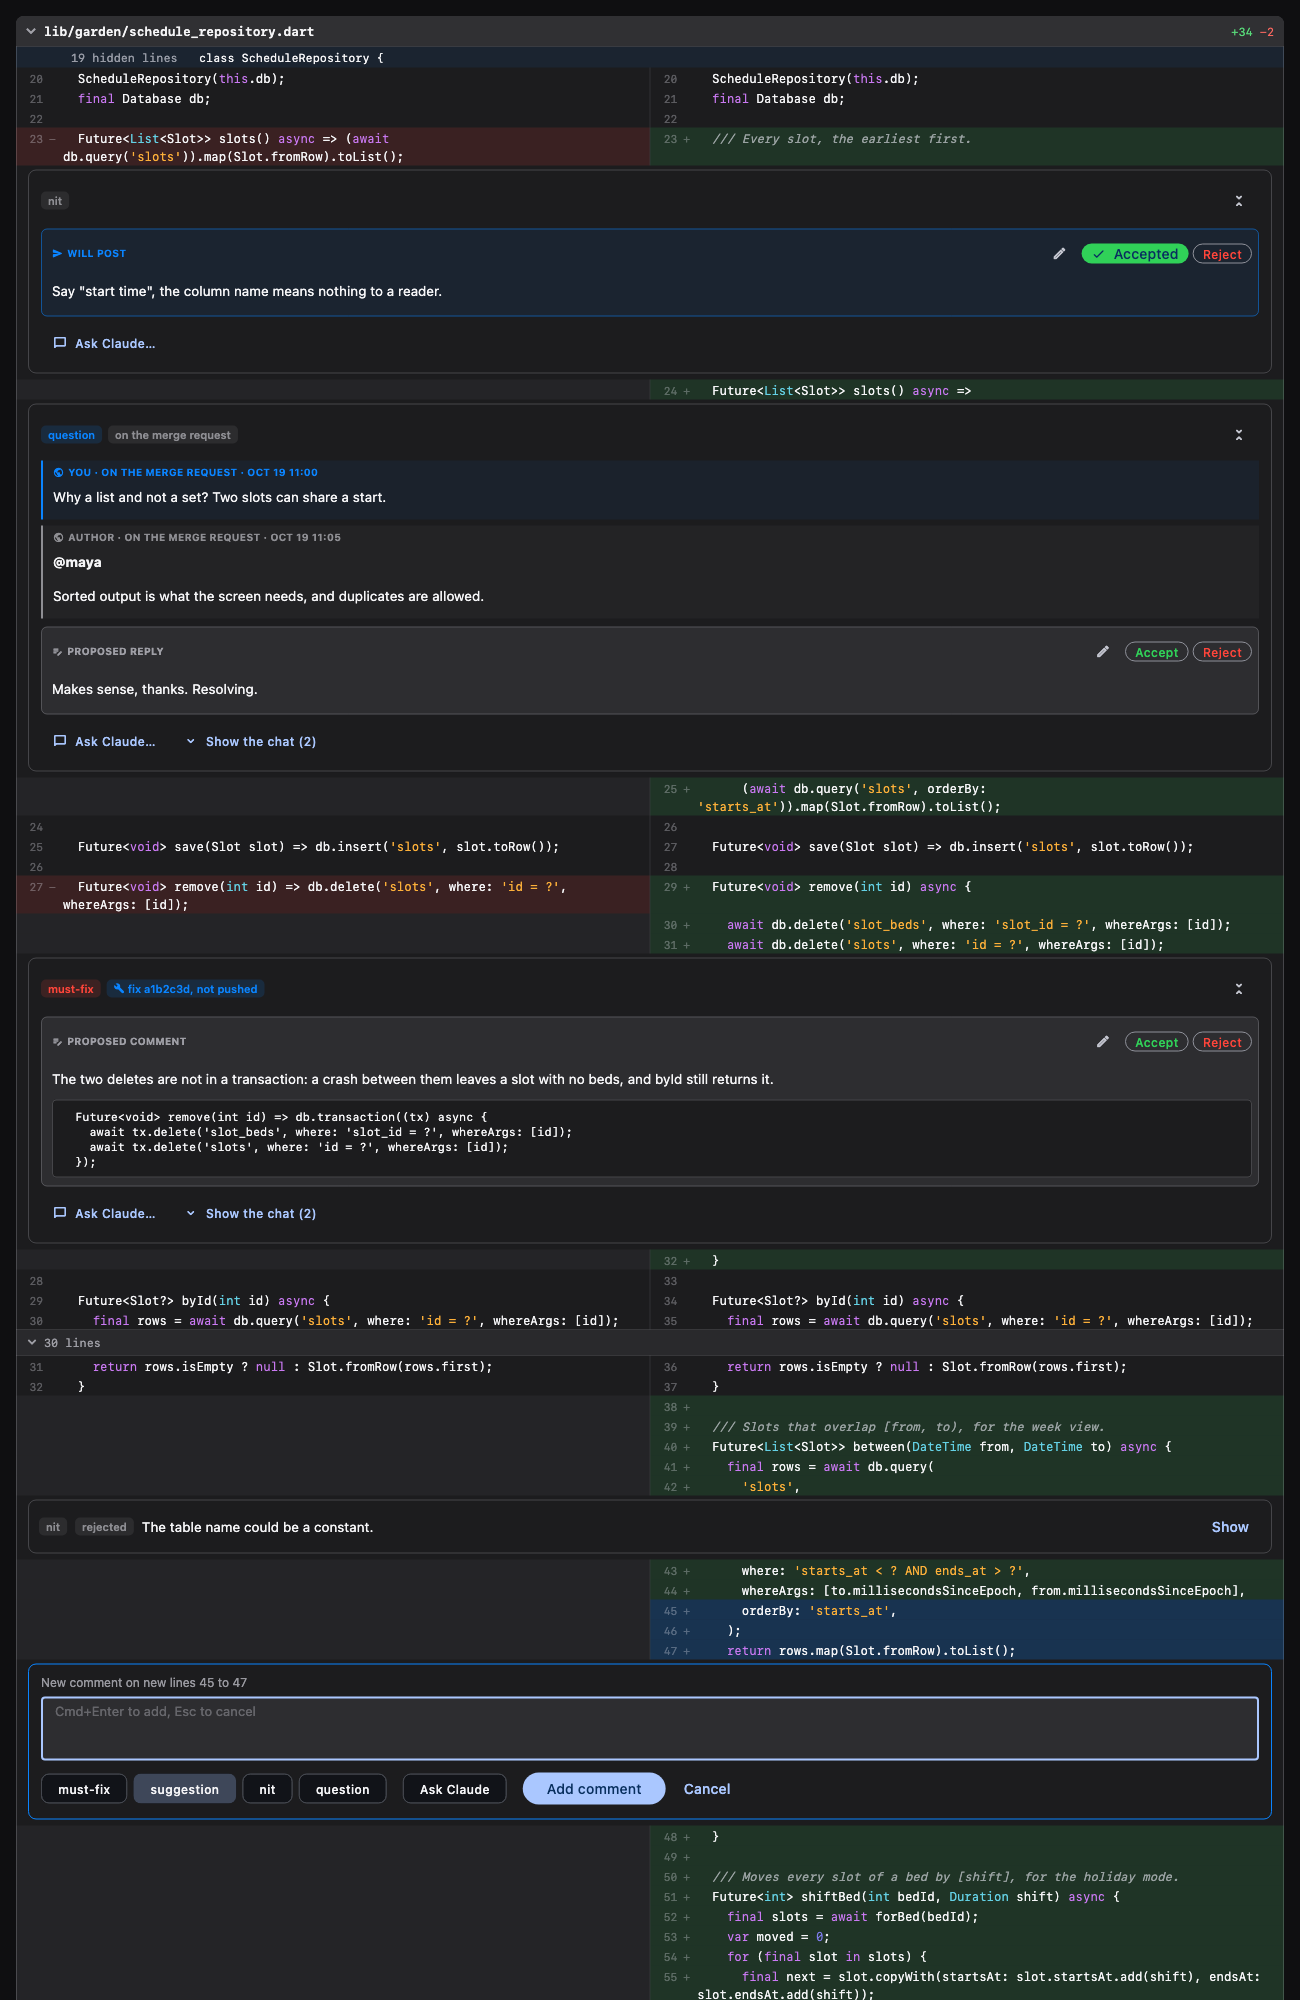 lib/garden/schedule_repository.dart +34 −2
19 hidden lines class ScheduleRepository {
20 ScheduleRepository(this.db); 20 ScheduleRepository(this.db);
21 final Database db; 21 final Database db;
22 22
23 − Future<List<Slot>> slots() async => (await 23 + /// Every slot, the earliest first.
db.query('slots')).map(Slot.fromRow).toList();
nit
WILL POST Accepted Reject
Say "start time", the column name means nothing to a reader.
Ask Claude...
24 + Future<List<Slot>> slots() async =>
question on the merge request
YOU · ON THE MERGE REQUEST · OCT 19 11:00
Why a list and not a set? Two slots can share a start.
AUTHOR · ON THE MERGE REQUEST · OCT 19 11:05
@maya
Sorted output is what the screen needs, and duplicates are allowed.
PROPOSED REPLY Accept Reject
Makes sense, thanks. Resolving.
Ask Claude... Show the chat (2)
25 + (await db.query('slots', orderBy:
'starts_at')).map(Slot.fromRow).toList();
24 26
25 Future<void> save(Slot slot) => db.insert('slots', slot.toRow()); 27 Future<void> save(Slot slot) => db.insert('slots', slot.toRow());
26 28
27 − Future<void> remove(int id) => db.delete('slots', where: 'id = ?', 29 + Future<void> remove(int id) async {
whereArgs: [id]);
30 + await db.delete('slot_beds', where: 'slot_id = ?', whereArgs: [id]);
31 + await db.delete('slots', where: 'id = ?', whereArgs: [id]);
must-fix fix a1b2c3d, not pushed
PROPOSED COMMENT Accept Reject
The two deletes are not in a transaction: a crash between them leaves a slot with no beds, and byId still returns it.
Future<void> remove(int id) => db.transaction((tx) async {
await tx.delete('slot_beds', where: 'slot_id = ?', whereArgs: [id]);
await tx.delete('slots', where: 'id = ?', whereArgs: [id]);
});
Ask Claude... Show the chat (2)
32 + }
28 33
29 Future<Slot?> byId(int id) async { 34 Future<Slot?> byId(int id) async {
30 final rows = await db.query('slots', where: 'id = ?', whereArgs: [id]); 35 final rows = await db.query('slots', where: 'id = ?', whereArgs: [id]);
30 lines
31 return rows.isEmpty ? null : Slot.fromRow(rows.first); 36 return rows.isEmpty ? null : Slot.fromRow(rows.first);
32 } 37 }
38 +
39 + /// Slots that overlap [from, to), for the week view.
40 + Future<List<Slot>> between(DateTime from, DateTime to) async {
41 + final rows = await db.query(
42 + 'slots',
nit rejected The table name could be a constant. Show
43 + where: 'starts_at < ? AND ends_at > ?',
44 + whereArgs: [to.millisecondsSinceEpoch, from.millisecondsSinceEpoch],
45 + orderBy: 'starts_at',
46 + );
47 + return rows.map(Slot.fromRow).toList();
New comment on new lines 45 to 47
Cmd+Enter to add, Esc to cancel
must-fix suggestion nit question Ask Claude Add comment Cancel
48 + }
49 +
50 + /// Moves every slot of a bed by [shift], for the holiday mode.
51 + Future<int> shiftBed(int bedId, Duration shift) async {
52 + final slots = await forBed(bedId);
53 + var moved = 0;
54 + for (final slot in slots) {
55 + final next = slot.copyWith(startsAt: slot.startsAt.add(shift), endsAt:
slot.endsAt.add(shift));